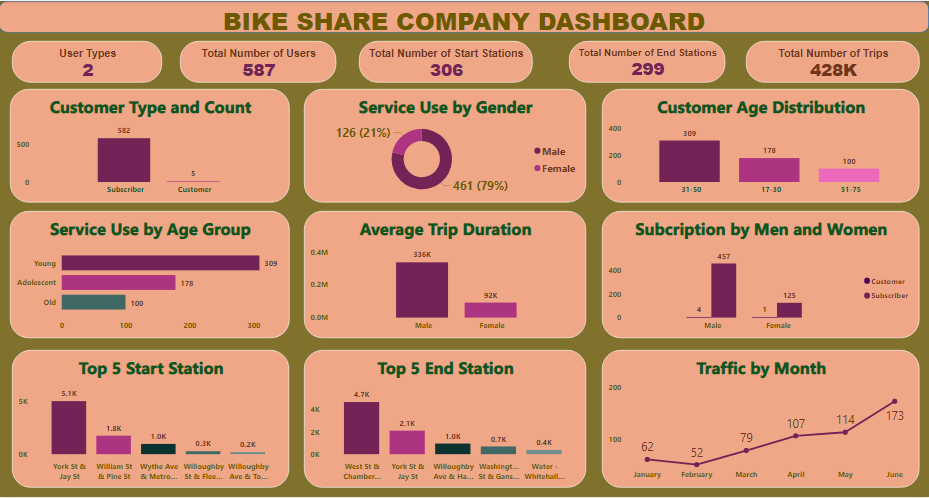 BIKE SHARE COMPANY DASHBOARD
User Types
2
Total Number of Users
587
Total Number of Start Stations
306
Total Number of End Stations
299
Total Number of Trips
428K
Customer Type and Count
500
0
582
5
Subscriber
Customer
Service Use by Gender
126 (21%)
461 (79%)
Male
Female
Customer Age Distribution
400
200
0
309
178
100
31-50
17-30
51-75
Service Use by Age Group
Young
309
Adolescent
178
Old
100
0
100
200
300
Average Trip Duration
0.4M
0.2M
0.0M
336K
92K
Male
Female
Subcription by Men and Women
400
200
0
4
457
1
125
Male
Female
Customer
Subscriber
Top 5 Start Station
5K
0K
5.1K
1.8K
1.0K
0.3K
0.2K
York St &
Jay St
William St
& Pine St
Wythe Ave
& Metro...
Willoughby
St & Flee...
Willoughby
Ave & To...
Top 5 End Station
4K
2K
0K
4.7K
2.1K
1.0K
0.7K
0.4K
West St &
Chamber...
York St &
Jay St
Willoughby
Ave & Ha...
Washingt...
St & Gans...
Water -
Whitehall...
Traffic by Month
200
100
62
52
79
107
114
173
January
February
March
April
May
June